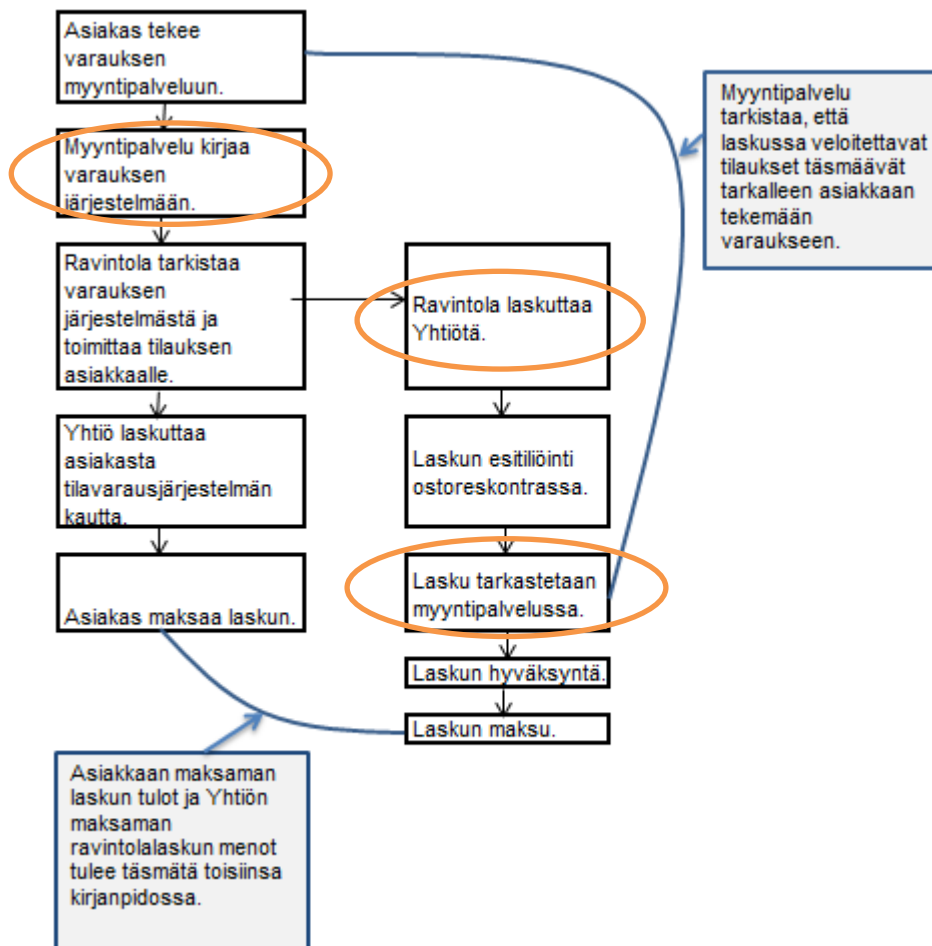 Asiakas tekee
varauksen
myyntipalveluun.
Myyntipalvelu kirjaa
varauksen
järjestelmään.
Ravintola tarkistaa
varauksen
järjestelmästä ja
toimittaa tilauksen
asiakkaalle.
Yhtiö laskuttaa
asiakasta
tilavarausjärjestelmän
kautta.
Asiakas maksaa laskun.
Ravintola laskuttaa
Yhtiötä.
Laskun esitiliöinti
ostoreskontrassa.
Lasku tarkastetaan
myyntipalvelussa.
Laskun hyväksyntä.
Laskun maksu.
Myyntipalvelu
tarkistaa, että
laskussa veloitettavat
tilaukset täsmäävät
tarkalleen asiakkaan
tekemään
varaukseen.
Asiakkaan maksaman
laskun tulot ja Yhtiön
maksaman
ravintolalaskun menot
tulee täsmätä toisiinsa
kirjanpidossa.